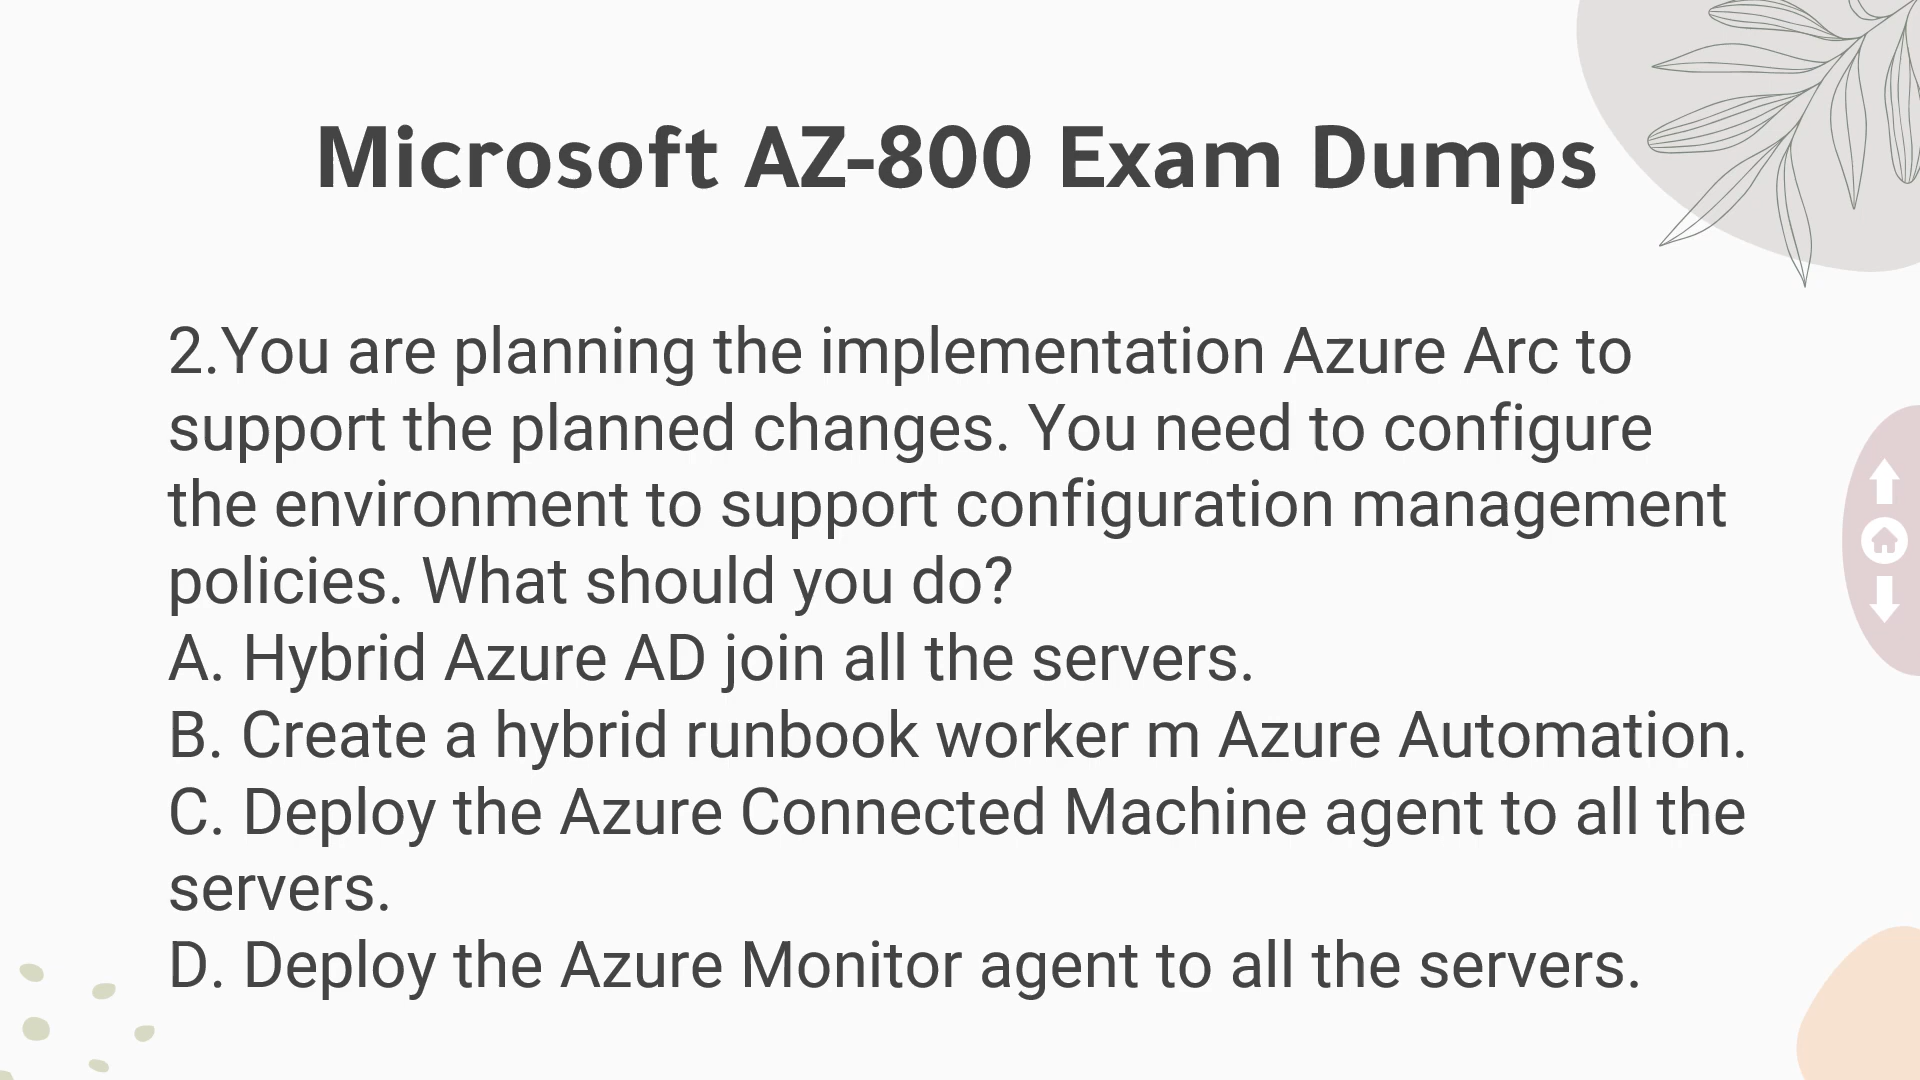 Microsoft AZ-800 Exam Dumps
2.You are planning the implementation Azure Arc to
support the planned changes. You need to configure
the environment to support configuration management
policies. What should you do?
A. Hybrid Azure AD join all the servers.
B. Create a hybrid runbook worker m Azure Automation.
C. Deploy the Azure Connected Machine agent to all the
servers.
D. Deploy the Azure Monitor agent to all the servers.